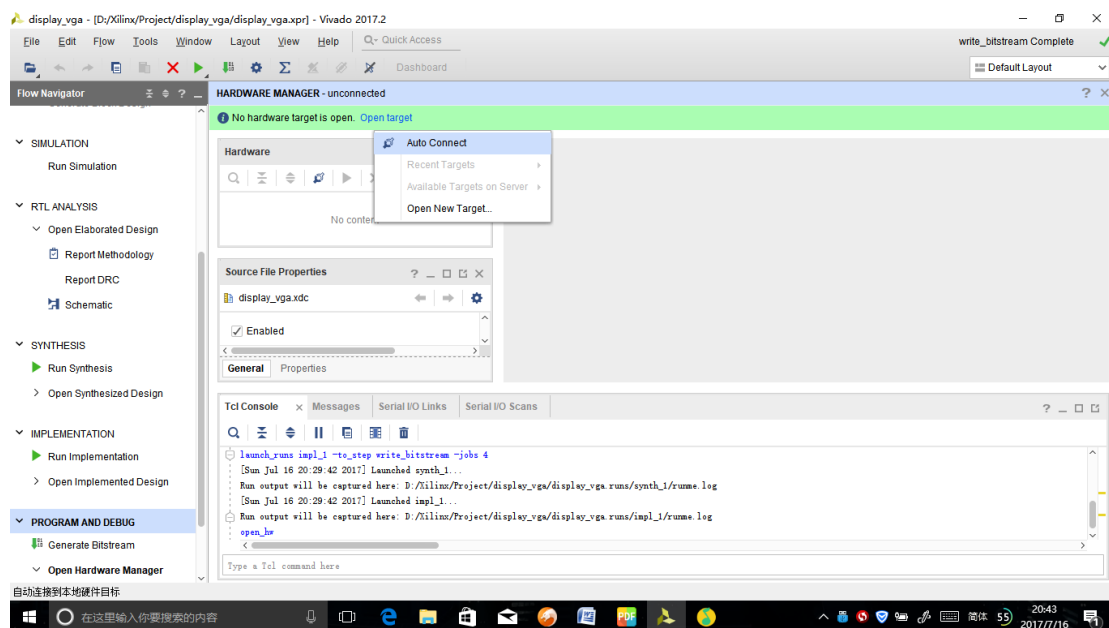 display_vga - [D:/Xilinx/Project/display_vga/display_vga.xpr] - Vivado 2017.2
File Edit Flow Tools Window Layout View Help Quick Access write_bitstream Complete
Dashboard Default Layout
Flow Navigator
HARDWARE MANAGER - unconnected
No hardware target is open. Open target
Auto Connect
Recent Targets
Available Targets on Server
Open New Target...
SIMULATION
Run Simulation
RTL ANALYSIS
Open Elaborated Design
Report Methodology
Report DRC
Schematic
SYNTHESIS
Run Synthesis
Open Synthesized Design
IMPLEMENTATION
Run Implementation
Open Implemented Design
PROGRAM AND DEBUG
Generate Bitstream
Open Hardware Manager
Hardware
Source File Properties
display_vga.xdc
Enabled
General Properties
Tcl Console Messages Serial I/O Links Serial I/O Scans
launch_runs impl_1 -to_step write_bitstream -jobs 4
[Sun Jul 16 20:29:42 2017] Launched synth_1...
Run output will be captured here: D:/Xilinx/Project/display_vga/display_vga.runs/synth_1/runme.log
[Sun Jul 16 20:29:42 2017] Launched impl_1...
Run output will be captured here: D:/Xilinx/Project/display_vga/display_vga.runs/impl_1/runme.log
open_hw
Type a Tcl command here
自动连接到本地硬件目标
在这里输入你要搜索的内容
PDF
简体 55
20:43
2017/7/16